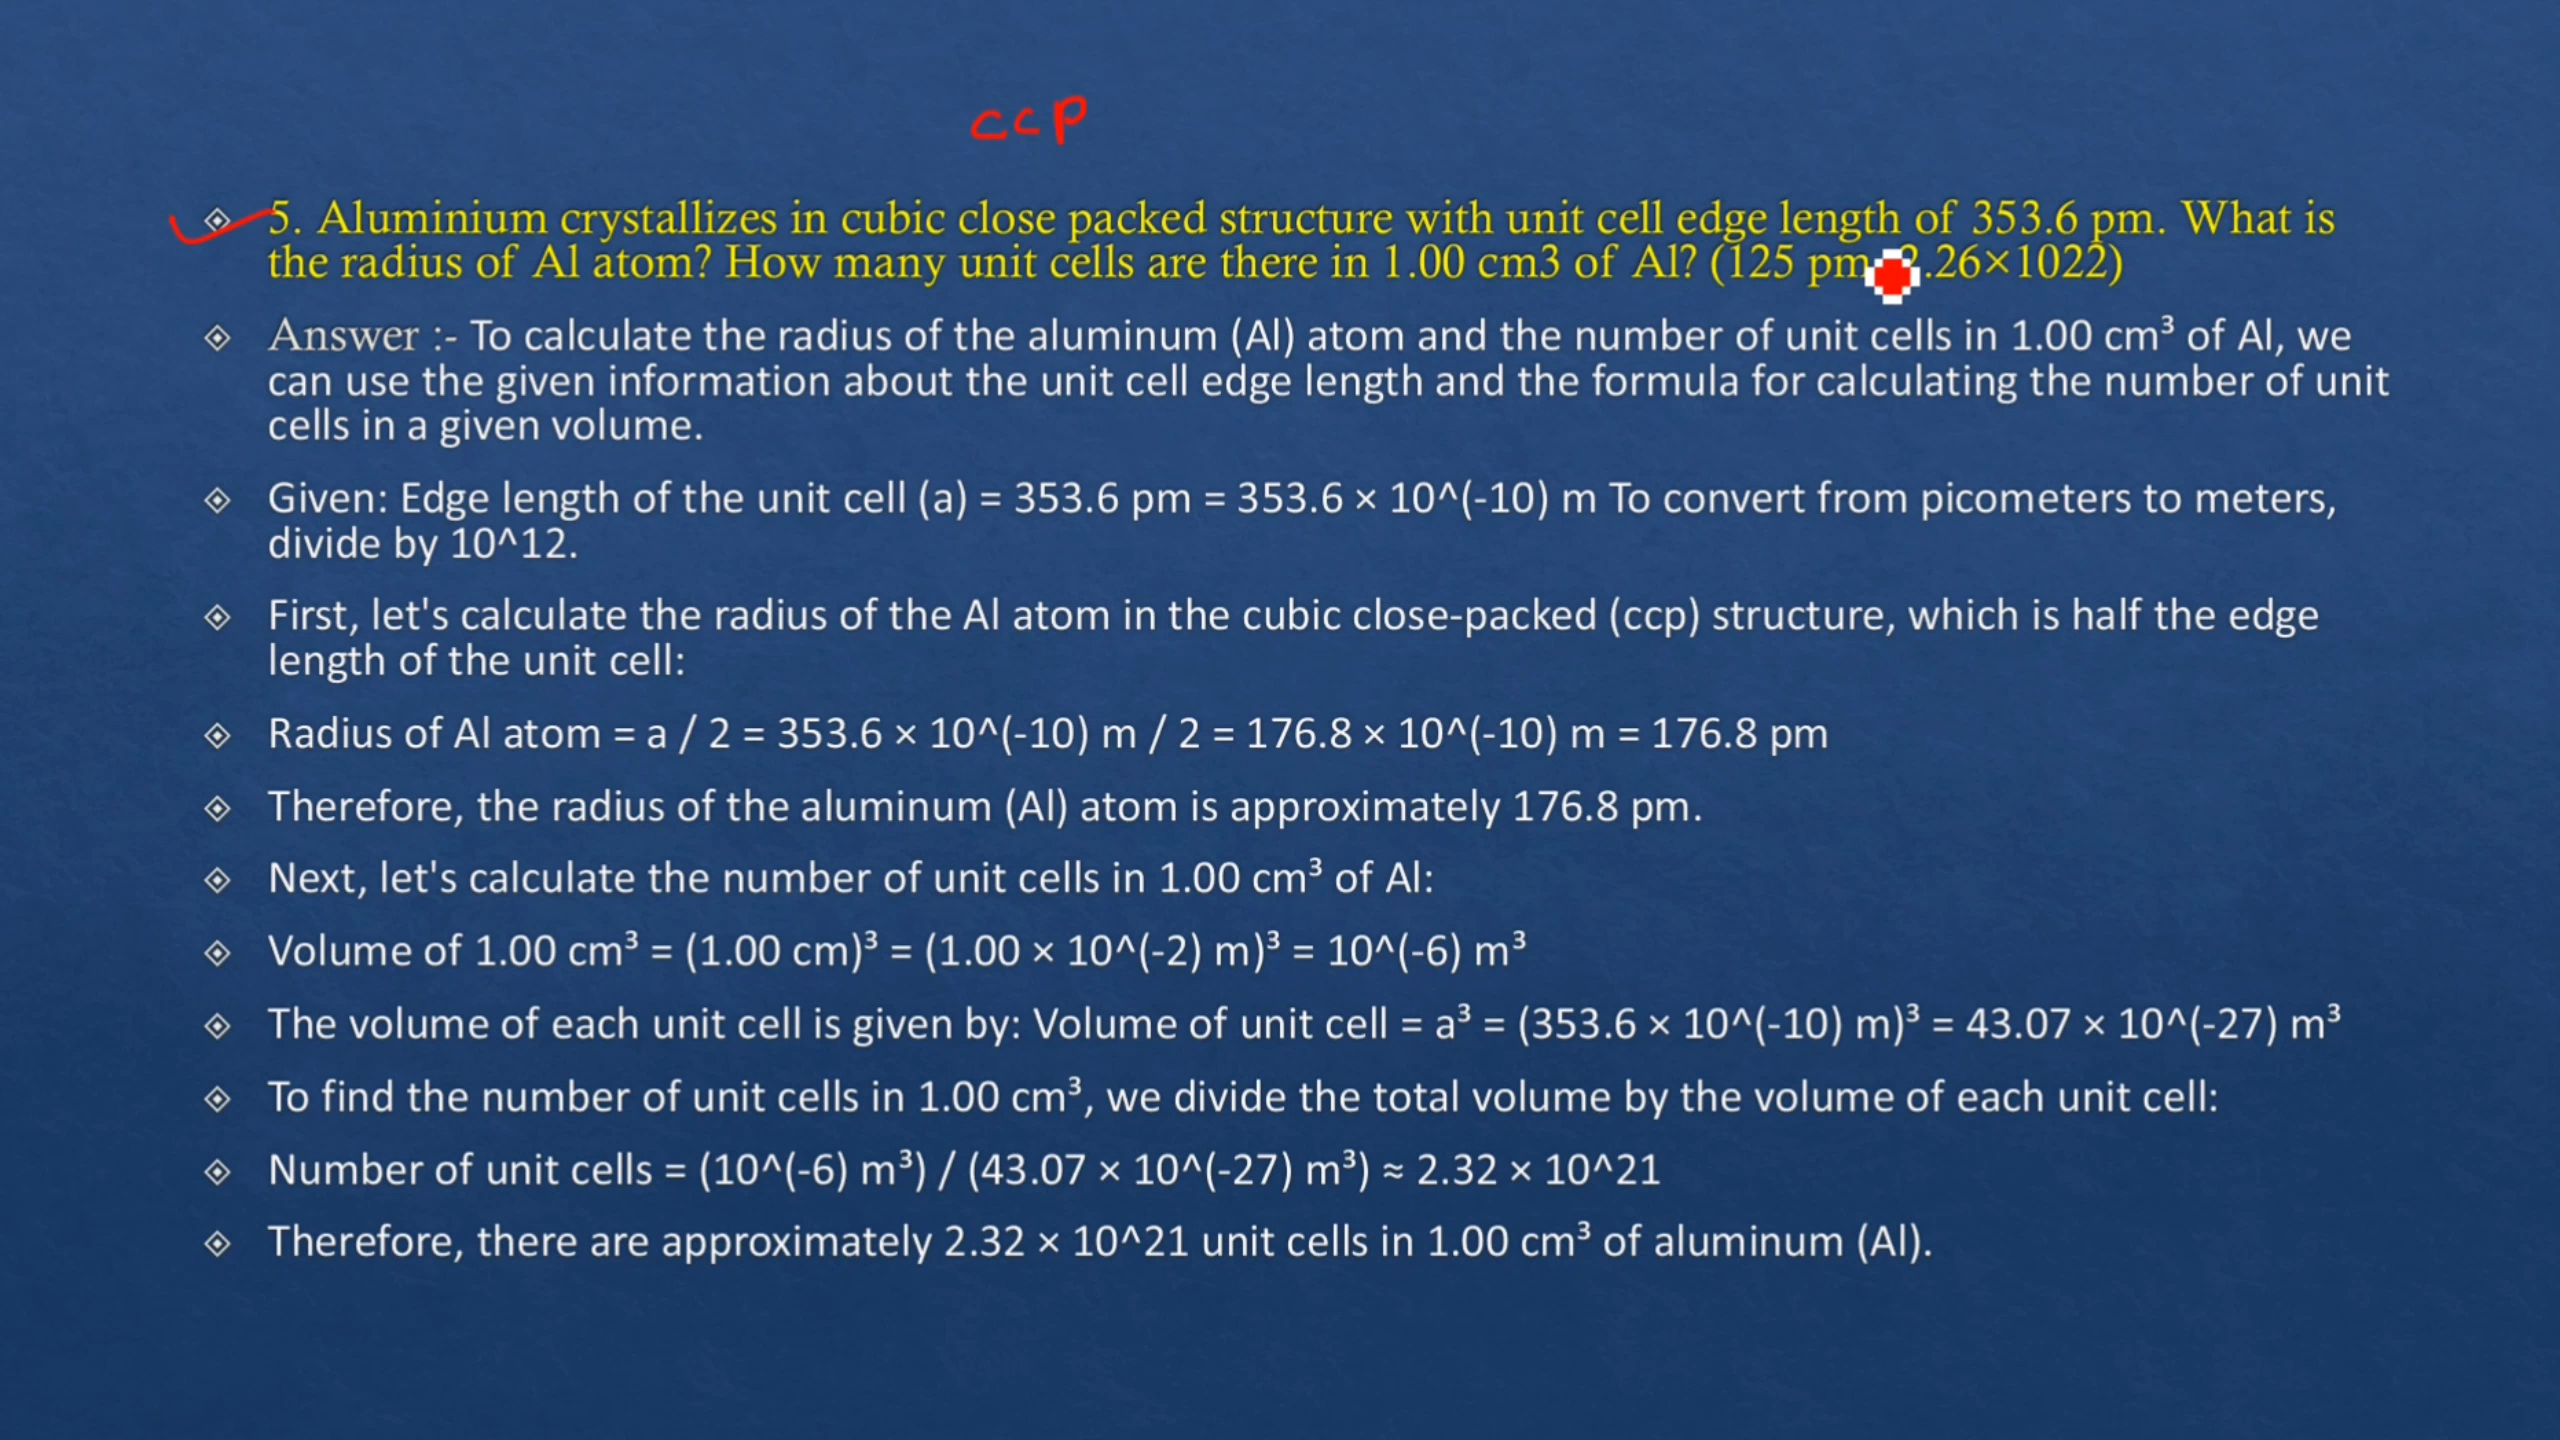 ccp
5. Aluminium crystallizes in cubic close packed structure with unit cell edge length of 353.6 pm. What is
the radius of Al atom? How many unit cells are there in 1.00 cm3 of Al? (125 pm .26×1022)
Answer :- To calculate the radius of the aluminum (Al) atom and the number of unit cells in 1.00 cm³ of Al, we
can use the given information about the unit cell edge length and the formula for calculating the number of unit
cells in a given volume.
Given: Edge length of the unit cell (a) = 353.6 pm = 353.6 × 10^(-10) m To convert from picometers to meters,
divide by 10^12.
First, let's calculate the radius of the Al atom in the cubic close-packed (ccp) structure, which is half the edge
length of the unit cell:
Radius of Al atom = a / 2 = 353.6 × 10^(-10) m / 2 = 176.8 × 10^(-10) m = 176.8 pm
Therefore, the radius of the aluminum (Al) atom is approximately 176.8 pm.
Next, let's calculate the number of unit cells in 1.00 cm³ of Al:
Volume of 1.00 cm³ = (1.00 cm)³ = (1.00 × 10^(-2) m)³ = 10^(-6) m³
The volume of each unit cell is given by: Volume of unit cell = a³ = (353.6 × 10^(-10) m)³ = 43.07 × 10^(-27) m³
To find the number of unit cells in 1.00 cm³, we divide the total volume by the volume of each unit cell:
Number of unit cells = (10^(-6) m³) / (43.07 × 10^(-27) m³) ≈ 2.32 × 10^21
Therefore, there are approximately 2.32 × 10^21 unit cells in 1.00 cm³ of aluminum (Al).